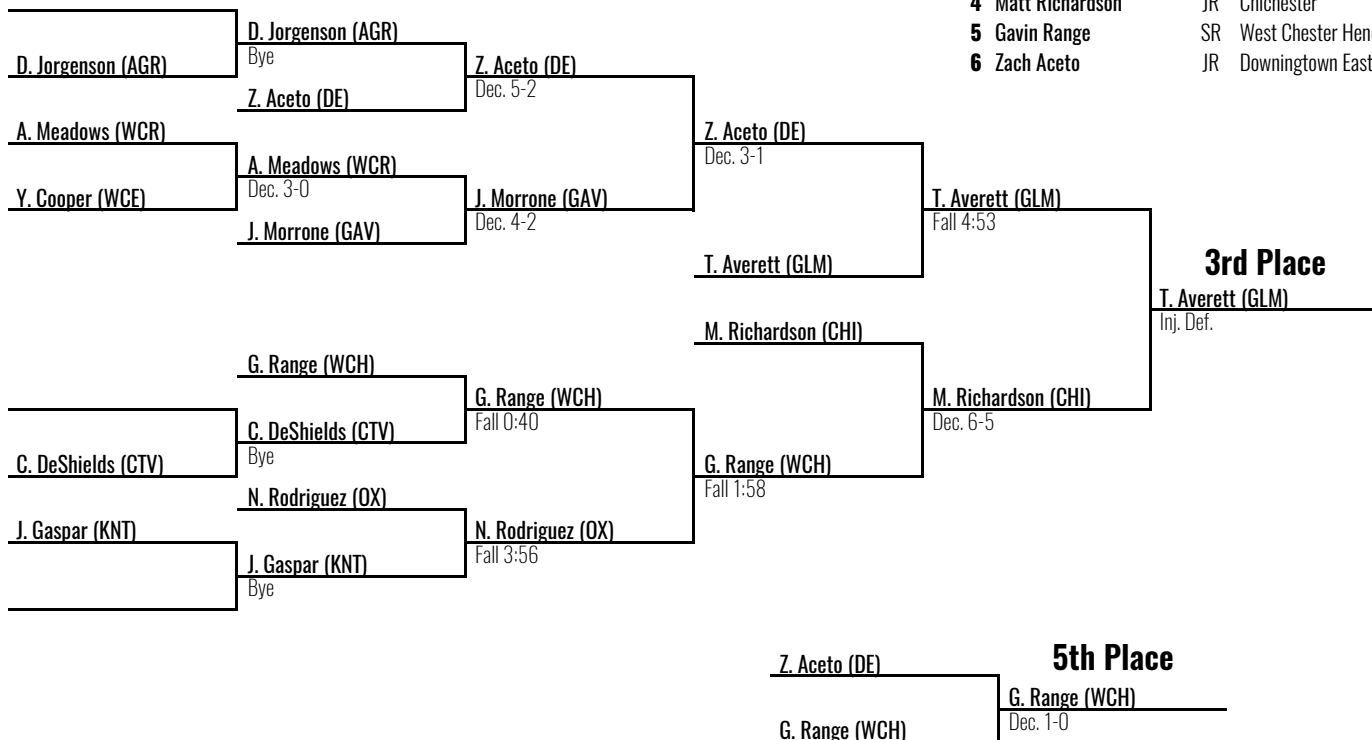 4 Matt Richardson JR Chichester
5 Gavin Range SR West Chester Hen
6 Zach Aceto JR Downingtown East
D. Jorgenson (AGR)
Bye
D. Jorgenson (AGR)
Z. Aceto (DE)
Dec. 5-2
Z. Aceto (DE)
A. Meadows (WCR)
Z. Aceto (DE)
Dec. 3-1
A. Meadows (WCR)
Dec. 3-0
Y. Cooper (WCE)
J. Morrone (GAV)
Dec. 4-2
T. Averett (GLM)
Fall 4:53
J. Morrone (GAV)
T. Averett (GLM)
3rd Place
T. Averett (GLM)
Inj. Def.
M. Richardson (CHI)
G. Range (WCH)
G. Range (WCH)
Fall 0:40
M. Richardson (CHI)
Dec. 6-5
C. DeShields (CTV)
Bye
C. DeShields (CTV)
G. Range (WCH)
Fall 1:58
N. Rodriguez (OX)
J. Gaspar (KNT)
N. Rodriguez (OX)
Fall 3:56
J. Gaspar (KNT)
Bye
Z. Aceto (DE)
5th Place
G. Range (WCH)
Dec. 1-0
G. Range (WCH)